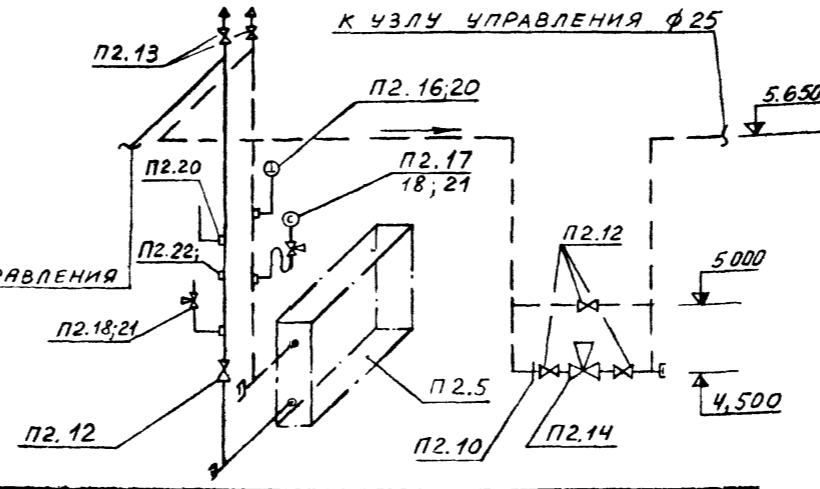 К УЗЛУ УПРАВЛЕНИЯ ϕ25
П2.13
П2.16;20
5.650
П2.20
П2.17
18; 21
П2.22;
П2.12
5000
РАВЛЕНИЯ
П2.18;21
П2.5
4,500
П2.12
П2.10
П2.14